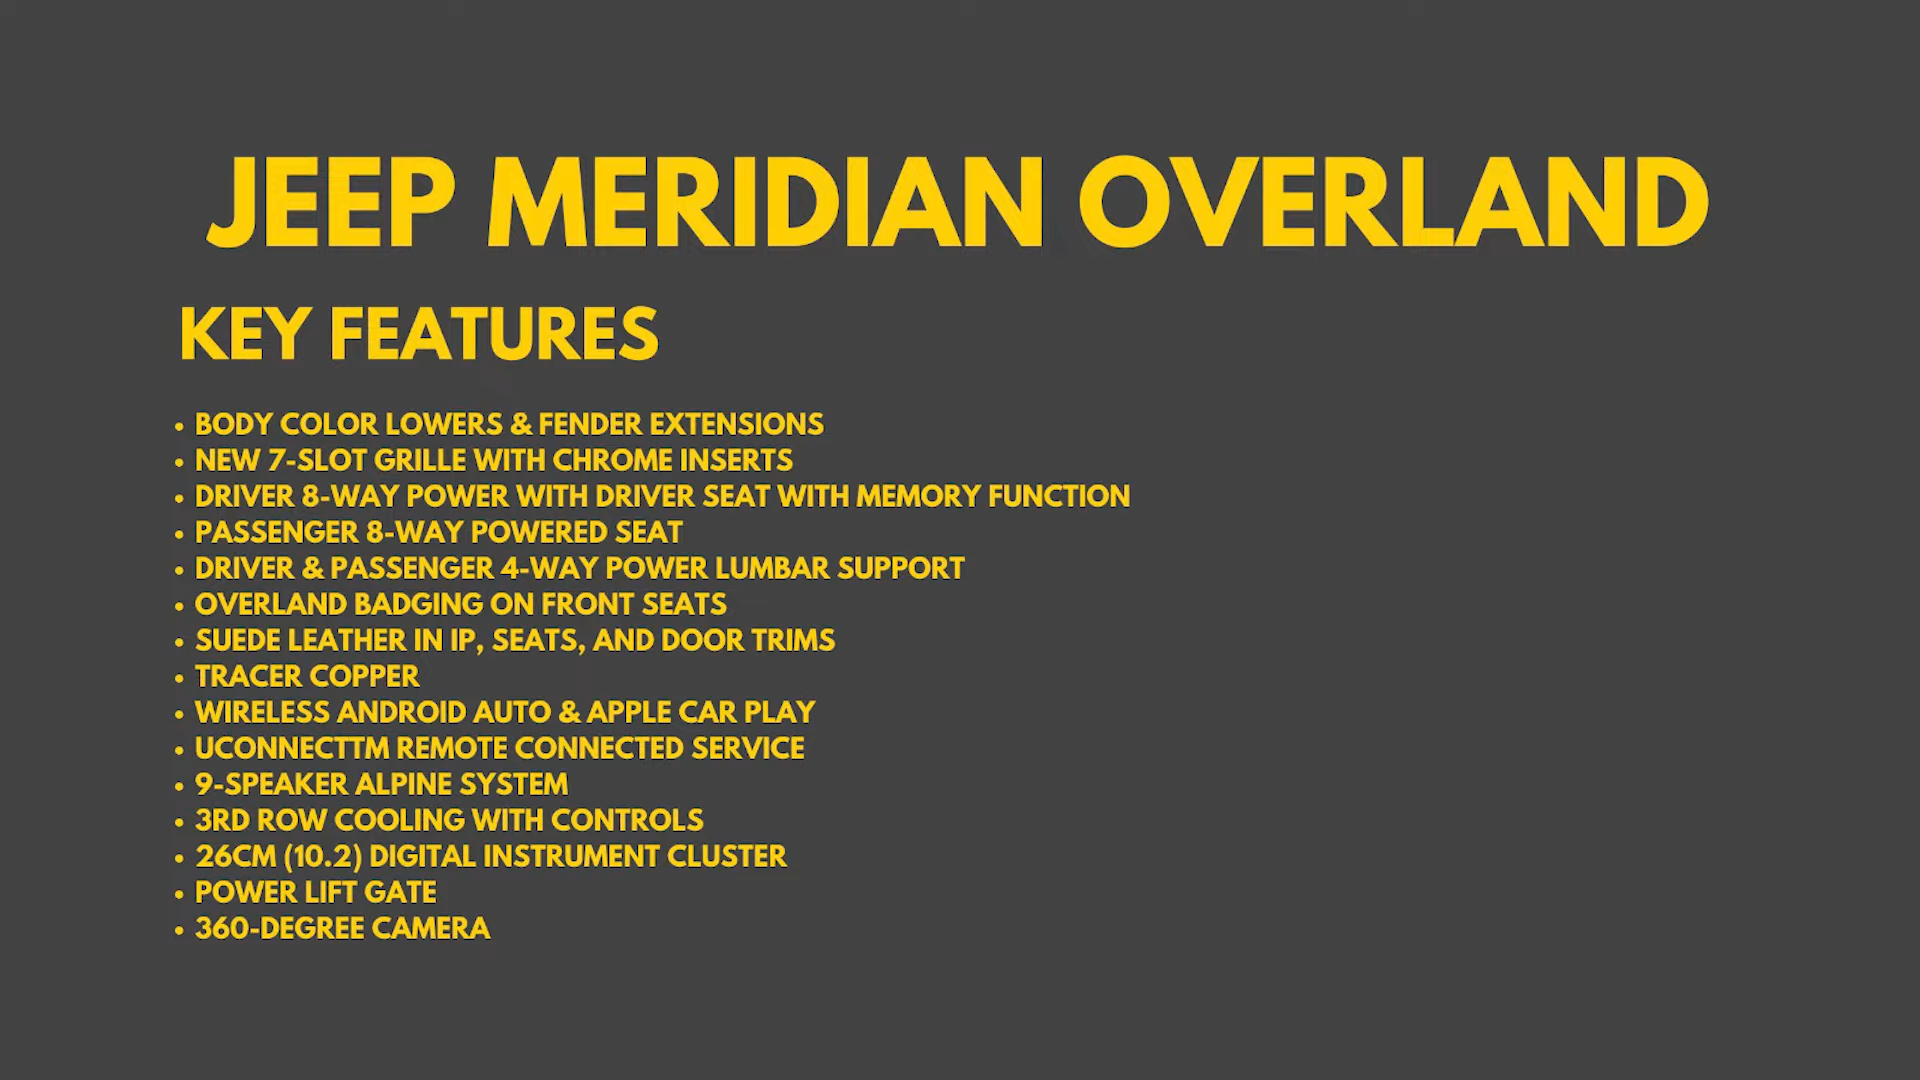 JEEP MERIDIAN OVERLAND
KEY FEATURES
• BODY COLOR LOWERS & FENDER EXTENSIONS
• NEW 7-SLOT GRILLE WITH CHROME INSERTS
• DRIVER 8-WAY POWER WITH DRIVER SEAT WITH MEMORY FUNCTION
• PASSENGER 8-WAY POWERED SEAT
• DRIVER & PASSENGER 4-WAY POWER LUMBAR SUPPORT
• OVERLAND BADGING ON FRONT SEATS
• SUEDE LEATHER IN IP, SEATS, AND DOOR TRIMS
• TRACER COPPER
• WIRELESS ANDROID AUTO & APPLE CAR PLAY
• UCONNECTTM REMOTE CONNECTED SERVICE
• 9-SPEAKER ALPINE SYSTEM
• 3RD ROW COOLING WITH CONTROLS
• 26CM (10.2) DIGITAL INSTRUMENT CLUSTER
• POWER LIFT GATE
• 360-DEGREE CAMERA